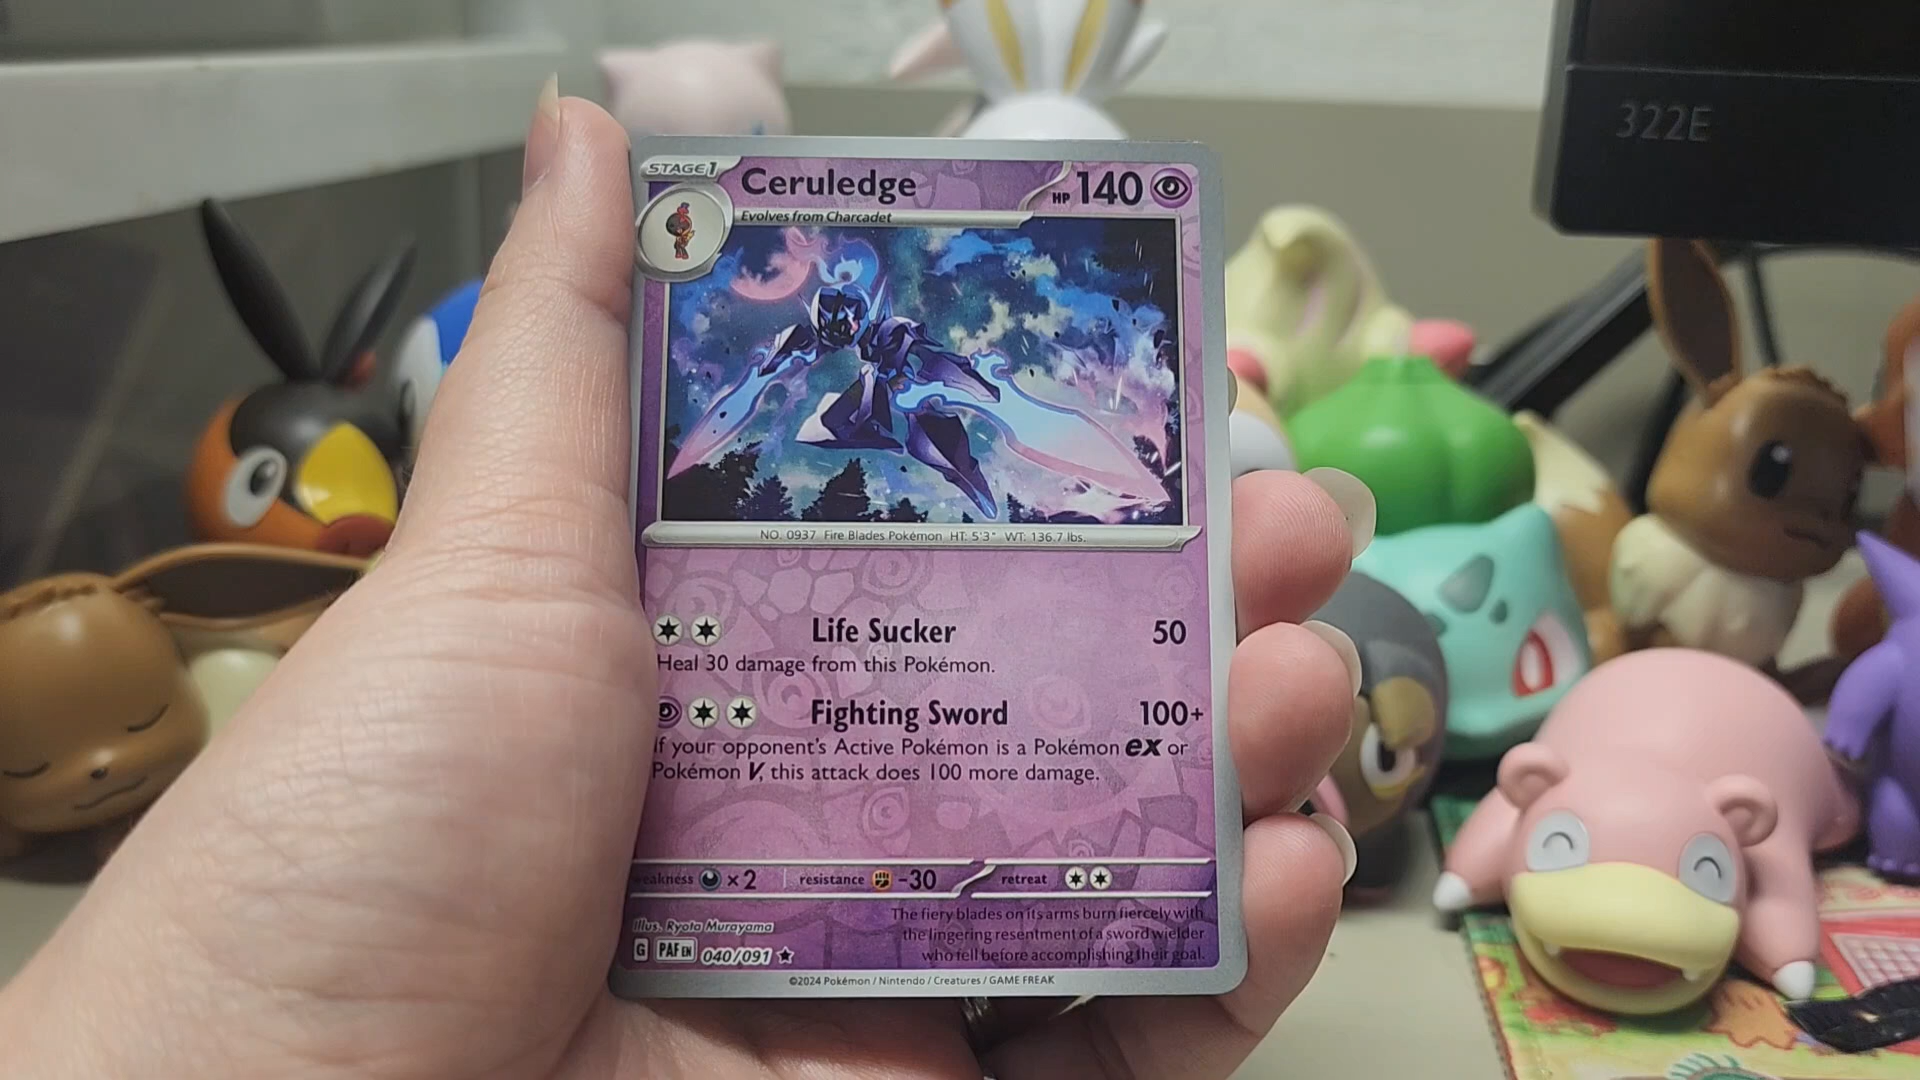 322E
STAGE1
Ceruledge
HP 140
Evolves from Charcadet
NO. 0937 Fire Blades Pokémon HT: 5'3" WT: 136.7 lbs.
Life Sucker 50
Heal 30 damage from this Pokémon.
Fighting Sword 100+
If your opponent's Active Pokémon is a Pokémon ex or
Pokémon V, this attack does 100 more damage.
weakness ×2 resistance -30 retreat
Illus. Ryota Murayama
The fiery blades on its arms burn fiercely with
the lingering resentment of a sword wielder
who fell before accomplishing their goal.
G PAF EN 040/091 ★
©2024 Pokémon / Nintendo / Creatures / GAME FREAK